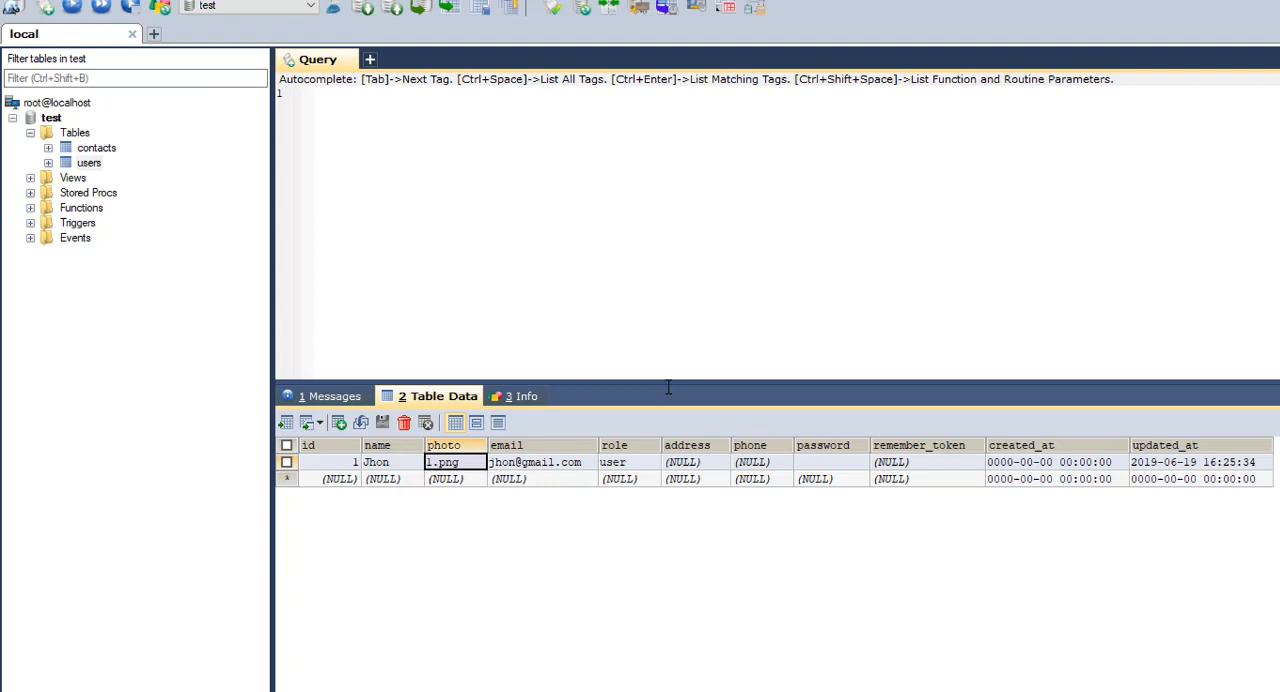 test
local
Filter tables in test
Query
Filter (Ctrl+Shift+B)
Autocomplete: [Tab]->Next Tag. [Ctrl+Space]->List All Tags. [Ctrl+Enter]->List Matching Tags. [Ctrl+Shift+Space]->List Function and Routine Parameters.
1
root@localhost
test
Tables
contacts
users
Views
Stored Procs
Functions
Triggers
Events
1 Messages 2 Table Data 3 Info
id name photo email role address phone password remember_token created_at updated_at
1 Jhon 1.png jhon@gmail.com user (NULL) (NULL) (NULL) 0000-00-00 00:00:00 2019-06-19 16:25:34
* (NULL) (NULL) (NULL) (NULL) (NULL) (NULL) (NULL) (NULL) (NULL) 0000-00-00 00:00:00 0000-00-00 00:00:00